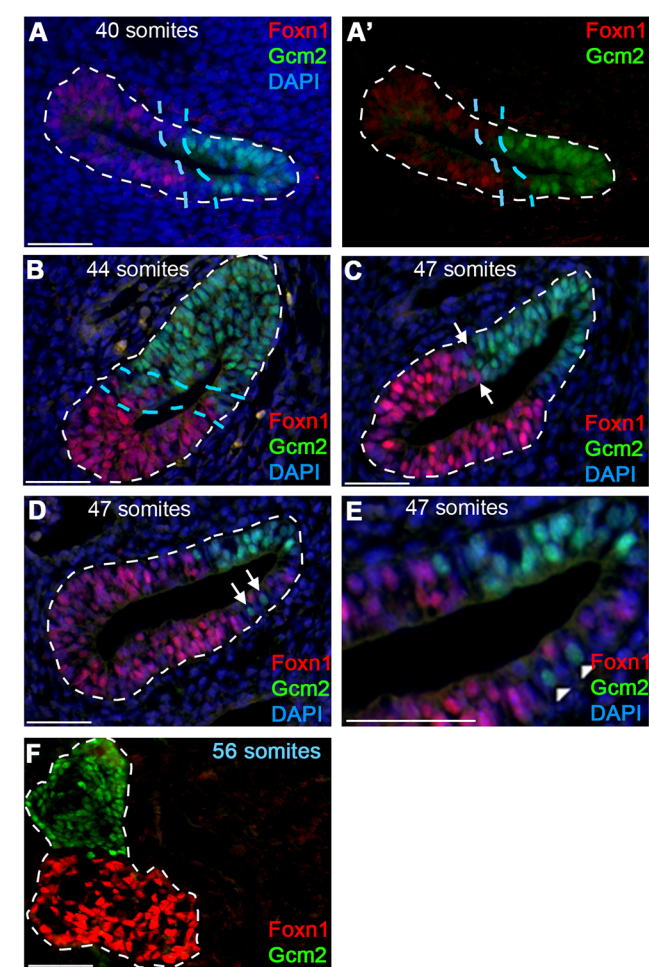 A
40 somites
Foxn1
Gcm2
DAPI
A’
Foxn1
Gcm2
B
44 somites
Foxn1
Gcm2
DAPI
C
47 somites
Foxn1
Gcm2
DAPI
D
47 somites
Foxn1
Gcm2
DAPI
E
47 somites
Foxn1
Gcm2
DAPI
F
56 somites
Foxn1
Gcm2